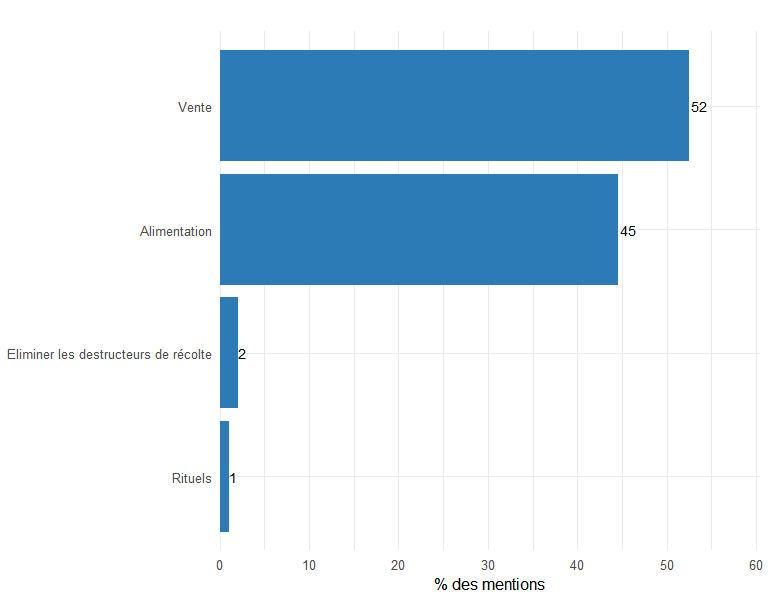 Vente
52
Alimentation
45
Eliminer les destructeurs de récolte
2
Rituels
1
0 10 20 30 40 50 60
% des mentions